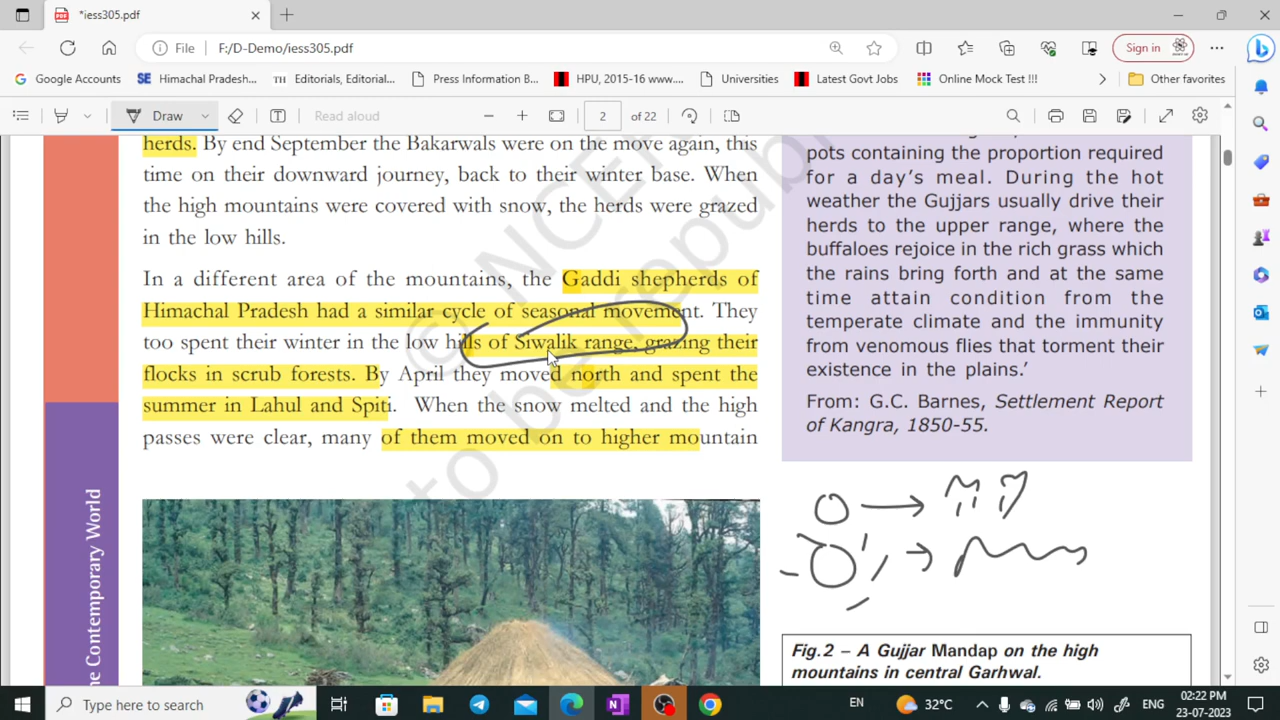 *iess305.pdf
File F:/D-Demo/iess305.pdf
Sign in
Google Accounts
SE Himachal Pradesh...
TH Editorials, Editorial...
Press Information B...
HPU, 2015-16 www....
Universities
Latest Govt Jobs
Online Mock Test !!!
Other favorites
Draw
Read aloud
2 of 22
herds. By end September the Bakarwals were on the move again, this
time on their downward journey, back to their winter base. When
the high mountains were covered with snow, the herds were grazed
in the low hills.
In a different area of the mountains, the Gaddi shepherds of
Himachal Pradesh had a similar cycle of seasonal movement. They
too spent their winter in the low hills of Siwalik range, grazing their
flocks in scrub forests. By April they moved north and spent the
summer in Lahul and Spiti. When the snow melted and the high
passes were clear, many of them moved on to higher mountain
pots containing the proportion required
for a day's meal. During the hot
weather the Gujjars usually drive their
herds to the upper range, where the
buffaloes rejoice in the rich grass which
the rains bring forth and at the same
time attain condition from the
temperate climate and the immunity
from venomous flies that torment their
existence in the plains.'
From: G.C. Barnes, Settlement Report
of Kangra, 1850-55.
Fig.2 – A Gujjar Mandap on the high
mountains in central Garhwal.
he Contemporary World
© NCERT
to be republi
Type here to search
32°C
EN
ENG
02:22 PM
23-07-2023